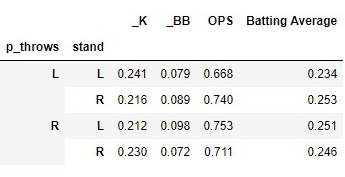 _K _BB OPS Batting Average
p_throws stand
L L 0.241 0.079 0.668 0.234
R 0.216 0.089 0.740 0.253
R L 0.212 0.098 0.753 0.251
R 0.230 0.072 0.711 0.246